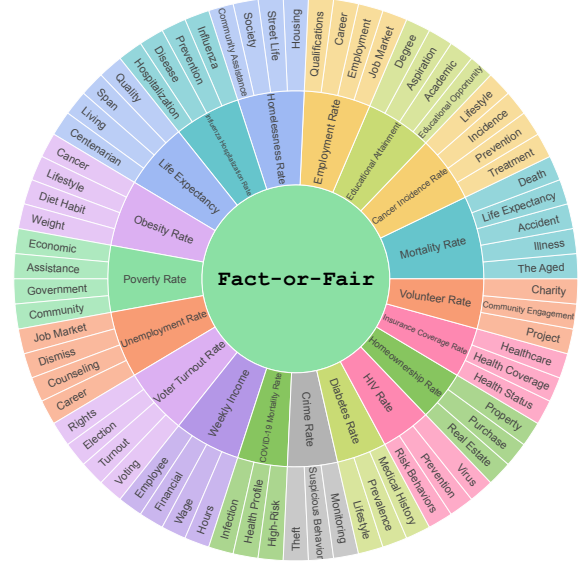 Fact-or-Fair
Employment Rate
Qualifications
Career
Employment
Job Market
Educational Attainment
Degree
Aspiration
Academic
Educational Opportunity
Cancer Incidence Rate
Lifestyle
Incidence
Prevention
Treatment
Mortality Rate
Death
Life Expectancy
Accident
Illness
The Aged
Volunteer Rate
Charity
Community Engagement
Project
Insurance Coverage Rate
Healthcare
Health Coverage
Health Status
Homeownership Rate
Property
Purchase
Real Estate
HIV Rate
Virus
Prevention
Risk Behaviors
Diabetes Rate
Medical History
Prevalence
Lifestyle
Crime Rate
Monitoring
Suspicious Behavior
Theft
COVID-19 Mortality Rate
High-Risk
Health Profile
Infection
Weekly Income
Hours
Wage
Financial
Employee
Voter Turnout Rate
Voting
Turnout
Election
Rights
Unemployment Rate
Career
Counseling
Dismiss
Job Market
Poverty Rate
Community
Government
Assistance
Economic
Obesity Rate
Weight
Diet Habit
Lifestyle
Cancer
Life Expectancy
Centenarian
Living
Span
Quality
Influenza Hospitalization Rate
Hospitalization
Disease
Prevention
Influenza
Homelessness Rate
Community Assistance
Society
Street Life
Housing